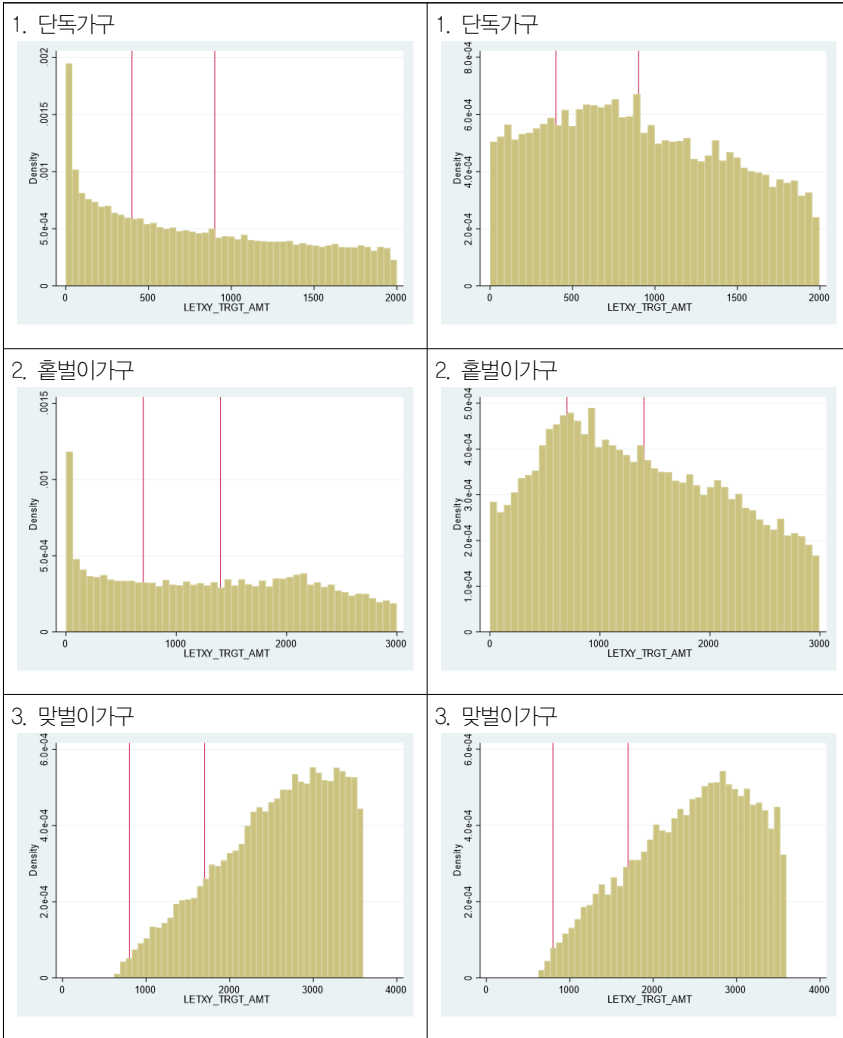 1. 단독가구
.002
.0015
.001
5.0e-04
0
Density
0 500 1000 1500 2000
LETXY_TRGT_AMT
1. 단독가구
8.0e-04
6.0e-04
4.0e-04
2.0e-04
0
Density
0 500 1000 1500 2000
LETXY_TRGT_AMT
2. 홑벌이가구
.0015
.001
5.0e-04
0
Density
0 1000 2000 3000
LETXY_TRGT_AMT
2. 홑벌이가구
5.0e-04
4.0e-04
3.0e-04
2.0e-04
1.0e-04
0
Density
0 1000 2000 3000
LETXY_TRGT_AMT
3. 맞벌이가구
6.0e-04
4.0e-04
2.0e-04
0
Density
0 1000 2000 3000 4000
LETXY_TRGT_AMT
3. 맞벌이가구
6.0e-04
4.0e-04
2.0e-04
0
Density
0 1000 2000 3000 4000
LETXY_TRGT_AMT